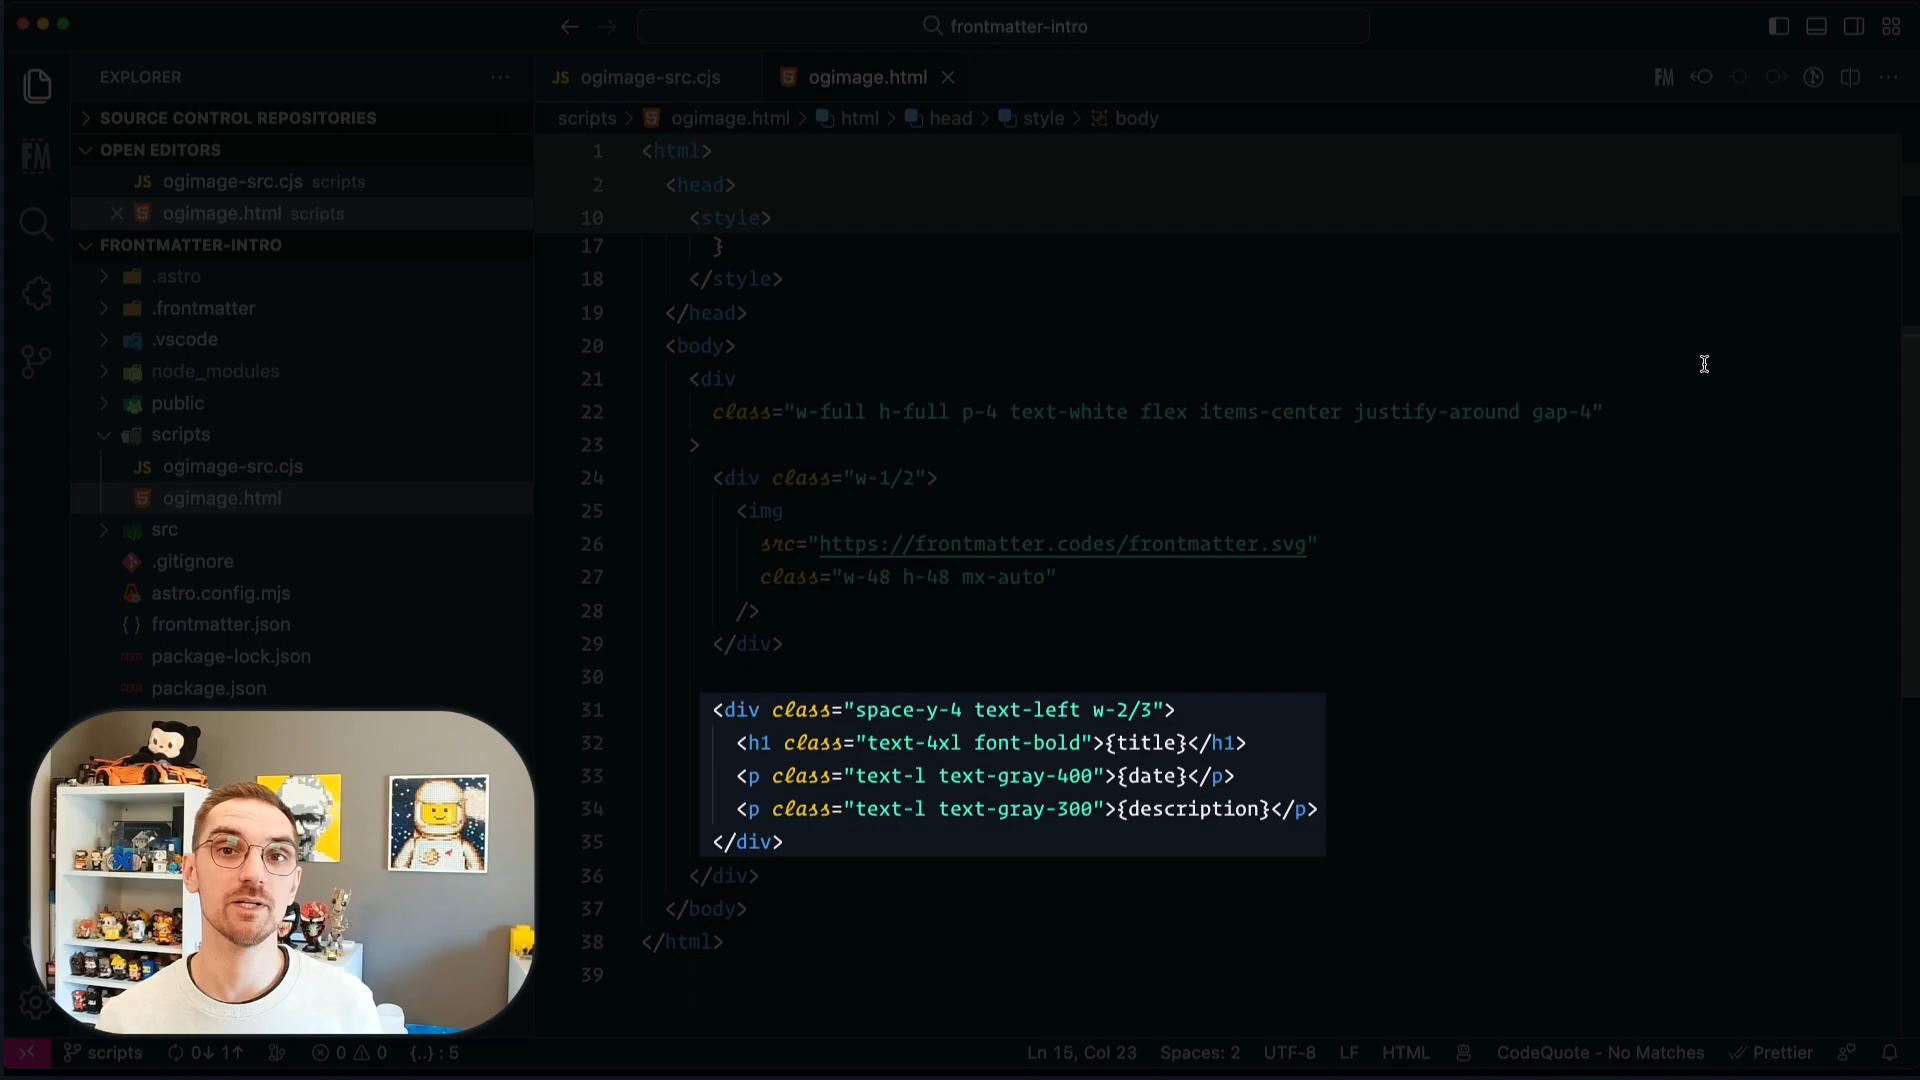 frontmatter-intro
EXPLORER
SOURCE CONTROL REPOSITORIES
OPEN EDITORS
JS ogimage-src.cjs scripts
ogimage.html scripts
FRONTMATTER-INTRO
.astro
.frontmatter
.vscode
node_modules
public
scripts
JS ogimage-src.cjs
ogimage.html
src
.gitignore
astro.config.mjs
{} frontmatter.json
package-lock.json
package.json
FM
JS ogimage-src.cjs
ogimage.html
FM
scripts > ogimage.html > html > head > style > body
1 <html>
2 <head>
10 <style>
17 }
18 </style>
19 </head>
20 <body>
21 <div
22 class="w-full h-full p-4 text-white flex items-center justify-around gap-4"
23 >
24 <div class="w-1/2">
25 <img
26 src="https://frontmatter.codes/frontmatter.svg"
27 class="w-48 h-48 mx-auto"
28 />
29 </div>
30
31 <div class="space-y-4 text-left w-2/3">
32 <h1 class="text-4xl font-bold">{title}</h1>
33 <p class="text-l text-gray-400">{date}</p>
34 <p class="text-l text-gray-300">{description}</p>
35 </div>
36 </div>
37 </body>
38 </html>
39
scripts 0↓ 1↑ 0 0 {..} : 5
Ln 15, Col 23 Spaces: 2 UTF-8 LF HTML CodeQuote - No Matches Prettier